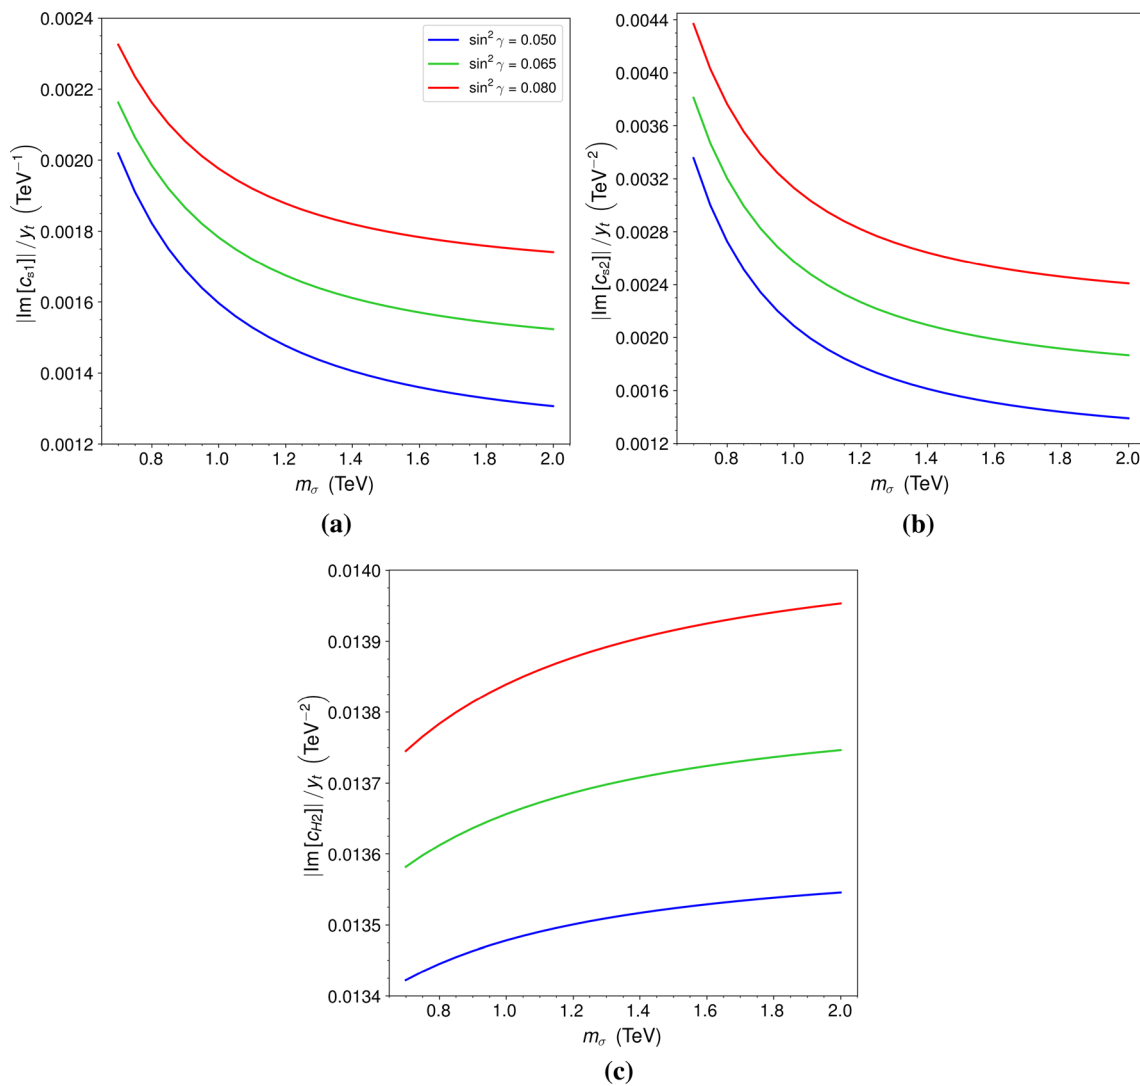 0.0024
0.0022
0.0020
0.0018
0.0016
0.0014
0.0012
|Im[c_{s1}]|/y_t (TeV^{−1})
sin² γ = 0.050
sin² γ = 0.065
sin² γ = 0.080
0.8 1.0 1.2 1.4 1.6 1.8 2.0
m_σ (TeV)
(a)
0.0044
0.0040
0.0036
0.0032
0.0028
0.0024
0.0020
0.0016
0.0012
|Im[c_{s2}]|/y_t (TeV^{−2})
0.8 1.0 1.2 1.4 1.6 1.8 2.0
m_σ (TeV)
(b)
0.0140
0.0139
0.0138
0.0137
0.0136
0.0135
0.0134
|Im[c_{H2}]|/y_t (TeV^{−2})
0.8 1.0 1.2 1.4 1.6 1.8 2.0
m_σ (TeV)
(c)